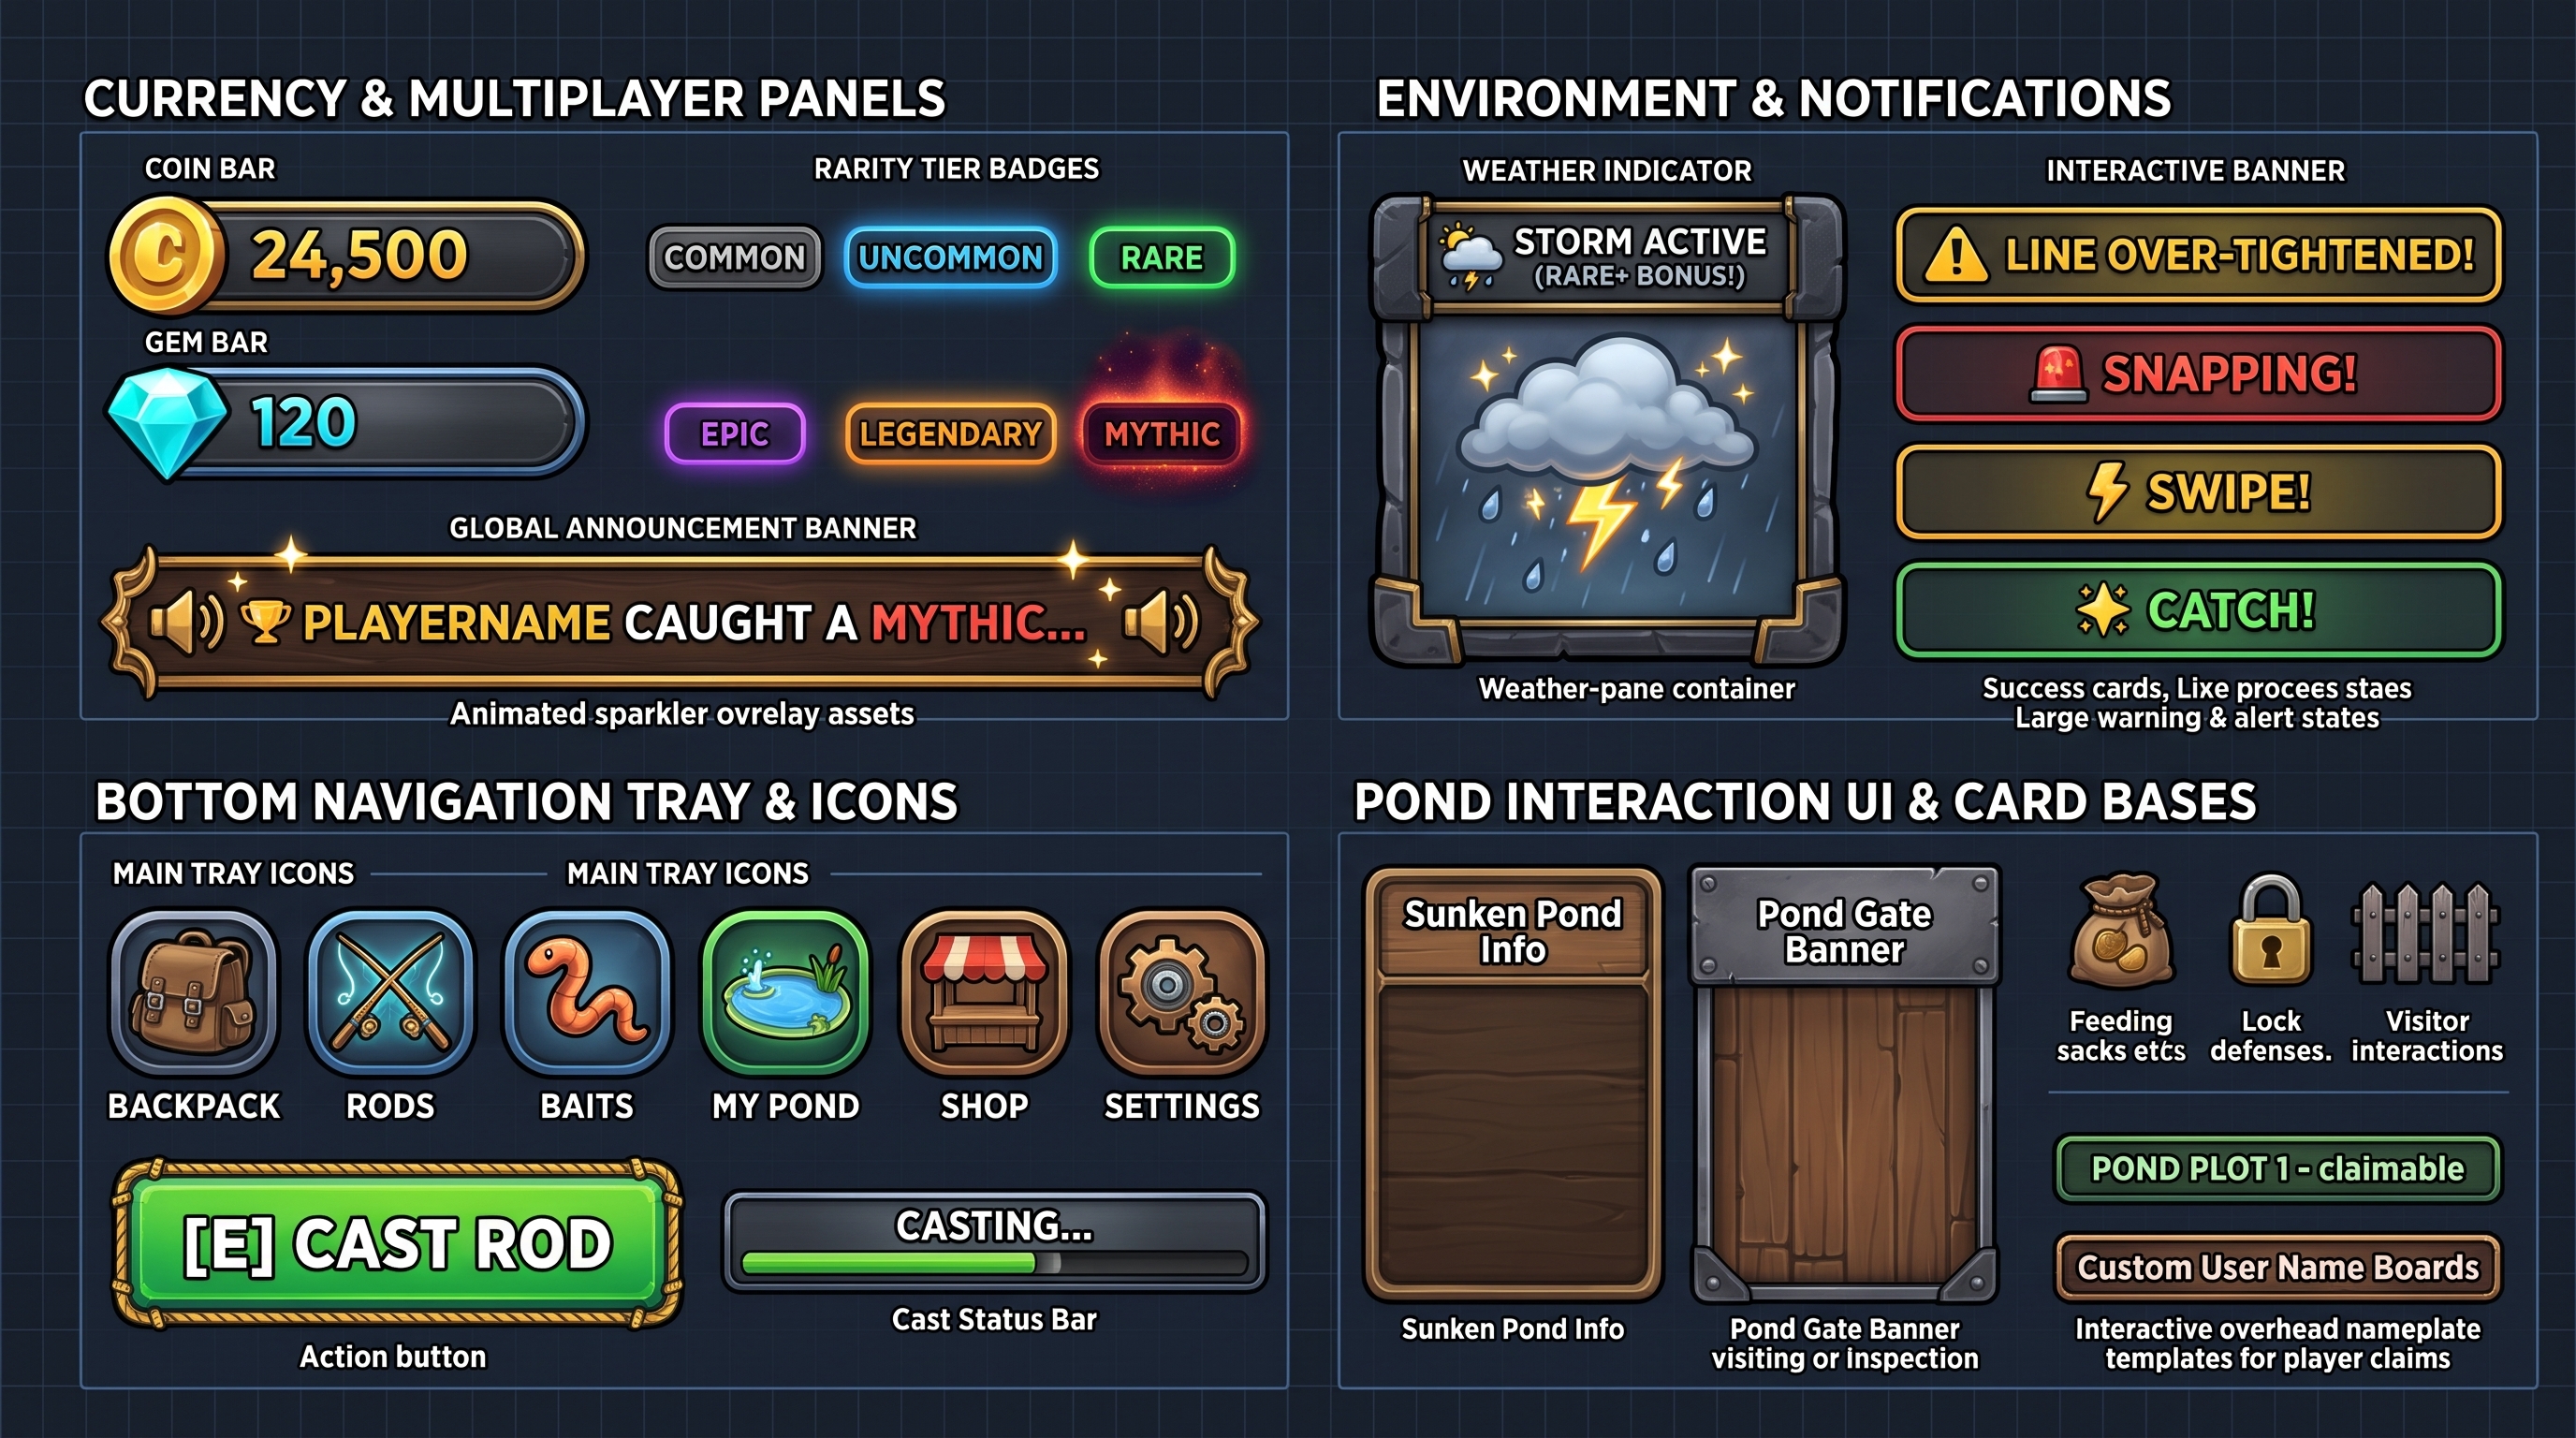 CURRENCY & MULTIPLAYER PANELS
COIN BAR
C
24,500
GEM BAR
120
RARITY TIER BADGES
COMMON
UNCOMMON
RARE
EPIC
LEGENDARY
MYTHIC
GLOBAL ANNOUNCEMENT BANNER
PLAYERNAME CAUGHT A MYTHIC...
Animated sparkler ovrelay assets
ENVIRONMENT & NOTIFICATIONS
WEATHER INDICATOR
STORM ACTIVE
(RARE+ BONUS!)
Weather-pane container
INTERACTIVE BANNER
LINE OVER-TIGHTENED!
SNAPPING!
SWIPE!
CATCH!
Success cards, Lixe procees staes
Large warning & alert states
BOTTOM NAVIGATION TRAY & ICONS
MAIN TRAY ICONS
MAIN TRAY ICONS
BACKPACK
RODS
BAITS
MY POND
SHOP
SETTINGS
[E] CAST ROD
Action button
CASTING...
Cast Status Bar
POND INTERACTION UI & CARD BASES
Sunken Pond
Info
Sunken Pond Info
Pond Gate
Banner
Pond Gate Banner
visiting or inspection
Feeding
sacks etcs
Lock
defenses.
Visitor
interactions
POND PLOT 1 - claimable
Custom User Name Boards
Interactive overhead nameplate
templates for player claims